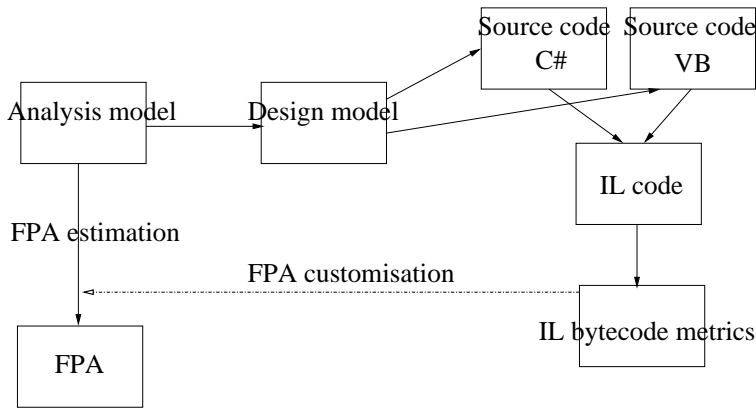 Source code
C#
Source code
VB
Analysis model
Design model
IL code
FPA estimation
FPA customisation
IL bytecode metrics
FPA